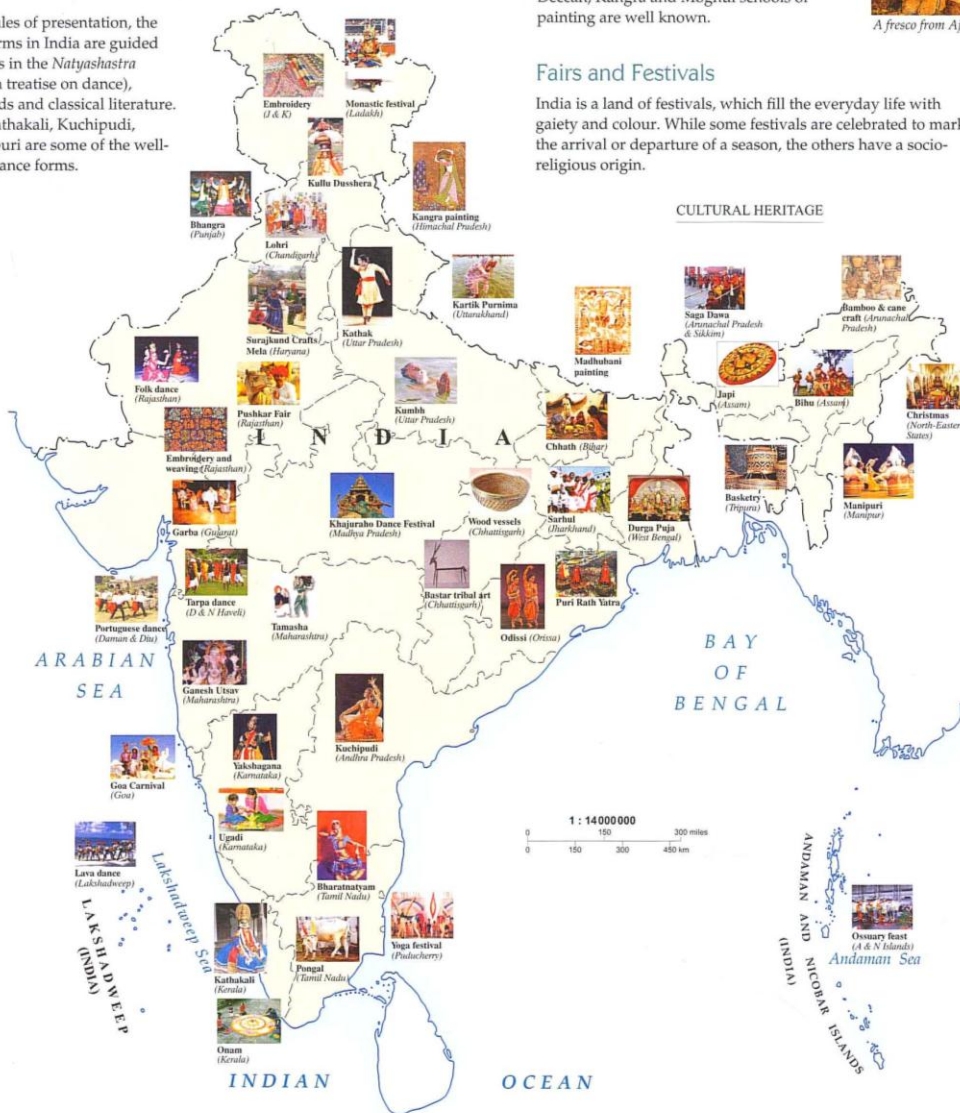 ules of presentation, the
rms in India are guided
s in the Natyashastra
a treatise on dance),
ds and classical literature.
athakali, Kuchipudi,
puri are some of the well-
ance forms.
Deccan, Kangra and Moghul schools of
painting are well known.
A fresco from Aj
Fairs and Festivals
India is a land of festivals, which fill the everyday life with
gaiety and colour. While some festivals are celebrated to mark
the arrival or departure of a season, the others have a socio-
religious origin.
CULTURAL HERITAGE
Embroidery
(J & K)
Monastic festival
(Ladakh)
Kullu Dusshera
Bhangra
(Punjab)
Kangra painting
(Himachal Pradesh)
Lohri
(Chandigarh)
Kartik Purnima
(Uttarakhand)
Surajkund Crafts
Mela (Haryana)
Kathak
(Uttar Pradesh)
Saga Dawa
(Arunachal Pradesh
& Sikkim)
Bamboo & cane
craft (Arunachal
Pradesh)
Madhubani
painting
Folk dance
(Rajasthan)
Pushkar Fair
(Rajasthan)
Kumbh
(Uttar Pradesh)
Japi
(Assam)
Bihu (Assam)
Christmas
(North-Eastern
States)
INDIA
Chhath (Bihar)
Embroidery and
weaving (Rajasthan)
Garba (Gujarat)
Khajuraho Dance Festival
(Madhya Pradesh)
Wood vessels
(Chhattisgarh)
Sarhul
(Jharkhand)
Durga Puja
(West Bengal)
Basketry
(Tripura)
Manipuri
(Manipur)
Portuguese dance
(Daman & Diu)
Tarpa dance
(D & N Haveli)
Tamasha
(Maharashtra)
Bastar tribal art
(Chhattisgarh)
Odissi (Orissa)
Puri Rath Yatra
ARABIAN
SEA
BAY
OF
BENGAL
Ganesh Utsav
(Maharashtra)
Yakshagana
(Karnataka)
Kuchipudi
(Andhra Pradesh)
Goa Carnival
(Goa)
Ugadi
(Karnataka)
1 : 14000000
0 150 300 miles
0 150 300 450 km
Lava dance
(Lakshadweep)
Bharatnatyam
(Tamil Nadu)
Lakshadweep Sea
LAKSHADWEEP
(INDIA)
Kathakali
(Kerala)
Pongal
(Tamil Nadu)
Yoga festival
(Puducherry)
ANDAMAN AND NICOBAR ISLANDS
(INDIA)
Ossuary feast
(A & N Islands)
Andaman Sea
Onam
(Kerala)
INDIAN OCEAN